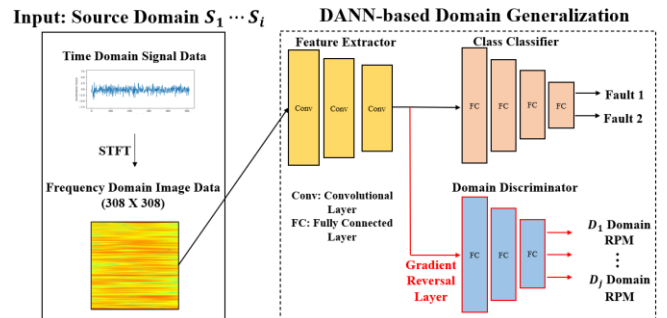 Input: Source Domain S₁ ⋯ Sᵢ
Time Domain Signal Data
STFT
Frequency Domain Image Data
(308 X 308)
DANN-based Domain Generalization
Feature Extractor
Conv
Conv
Conv
Conv: Convolutional
Layer
FC: Fully Connected
Layer
Gradient
Reversal
Layer
Class Classifier
FC
FC
FC
FC
Fault 1
Fault 2
Domain Discriminator
FC
FC
FC
D₁ Domain
RPM
⋮
Dⱼ Domain
RPM